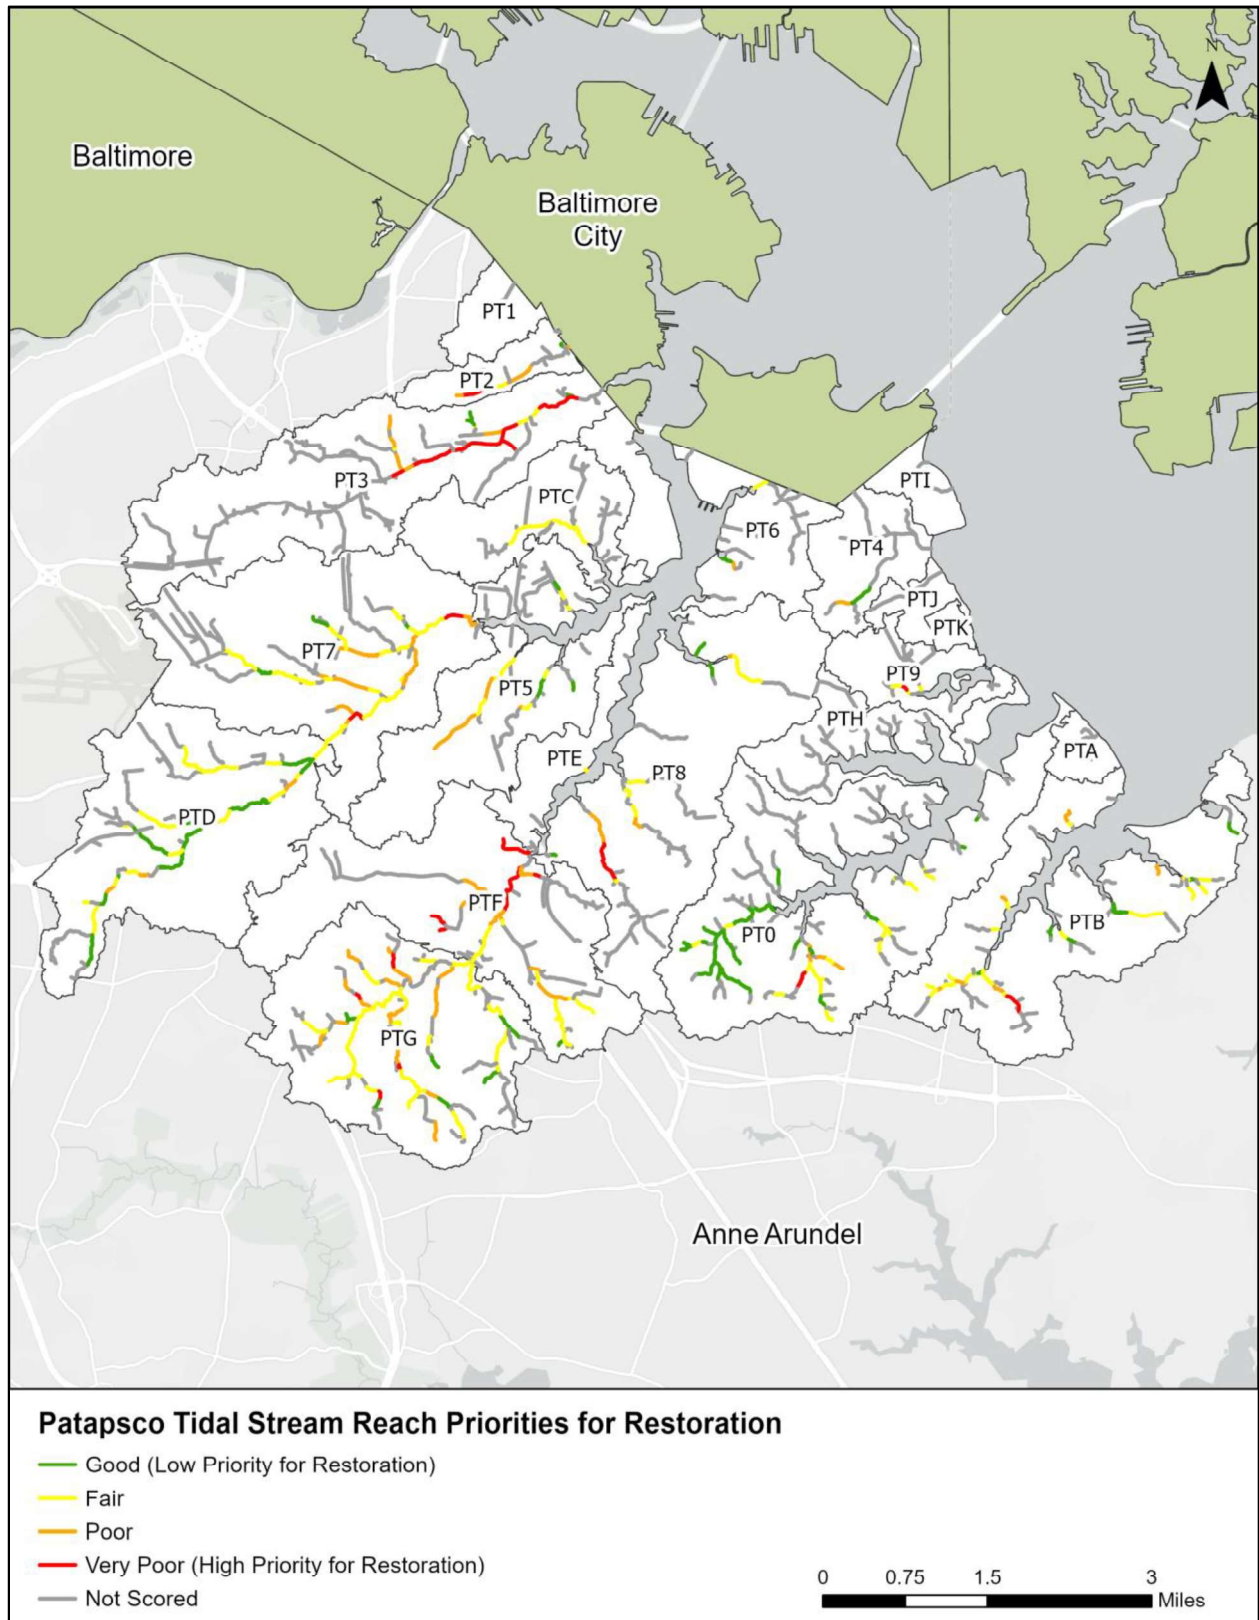 N
Baltimore
Baltimore
City
PT1
PT2
PT3
PTC
PTI
PT6
PT4
PTJ
PTK
PT7
PT5
PT9
PTH
PTE
PT8
PTA
PTD
PTF
PT0
PTB
PTG
Anne Arundel
Patapsco Tidal Stream Reach Priorities for Restoration
Good (Low Priority for Restoration)
Fair
Poor
Very Poor (High Priority for Restoration)
Not Scored
0 0.75 1.5 3
Miles